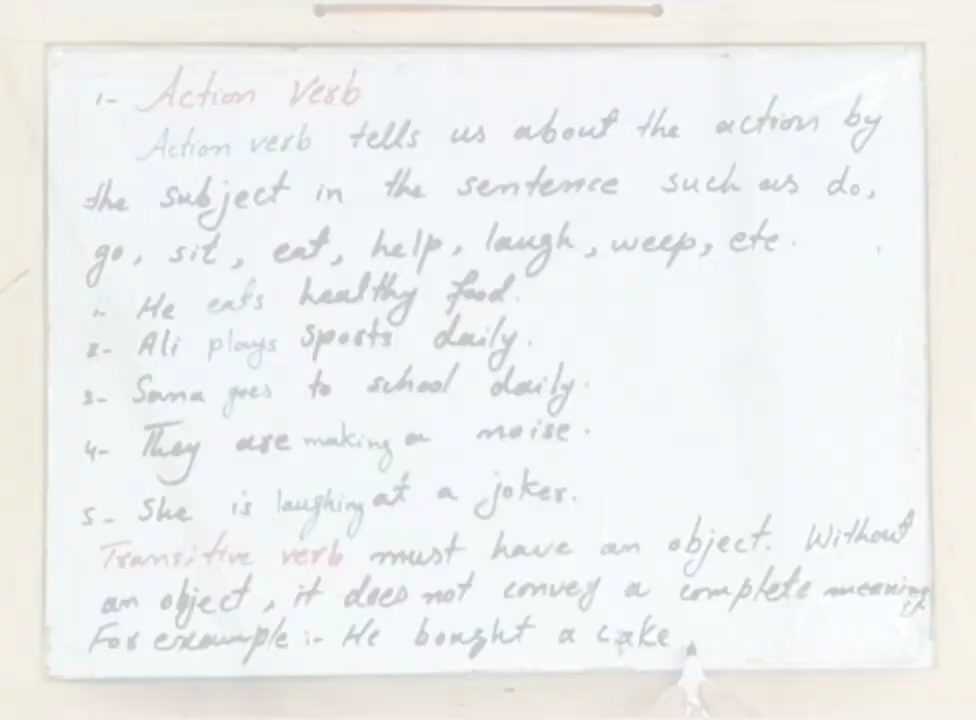 1- Action Verb
Action verb tells us about the action by
the subject in the sentence such as do,
go, sit, eat, help, laugh, weep, etc.
1- He eats healthy food.
2- Ali plays sports daily.
3- Sana goes to school daily.
4- They are making a noise.
5- She is laughing at a joker.
Transitive verb must have an object. Without
an object, it does not convey a complete meaning.
For example :- He bought a cake.